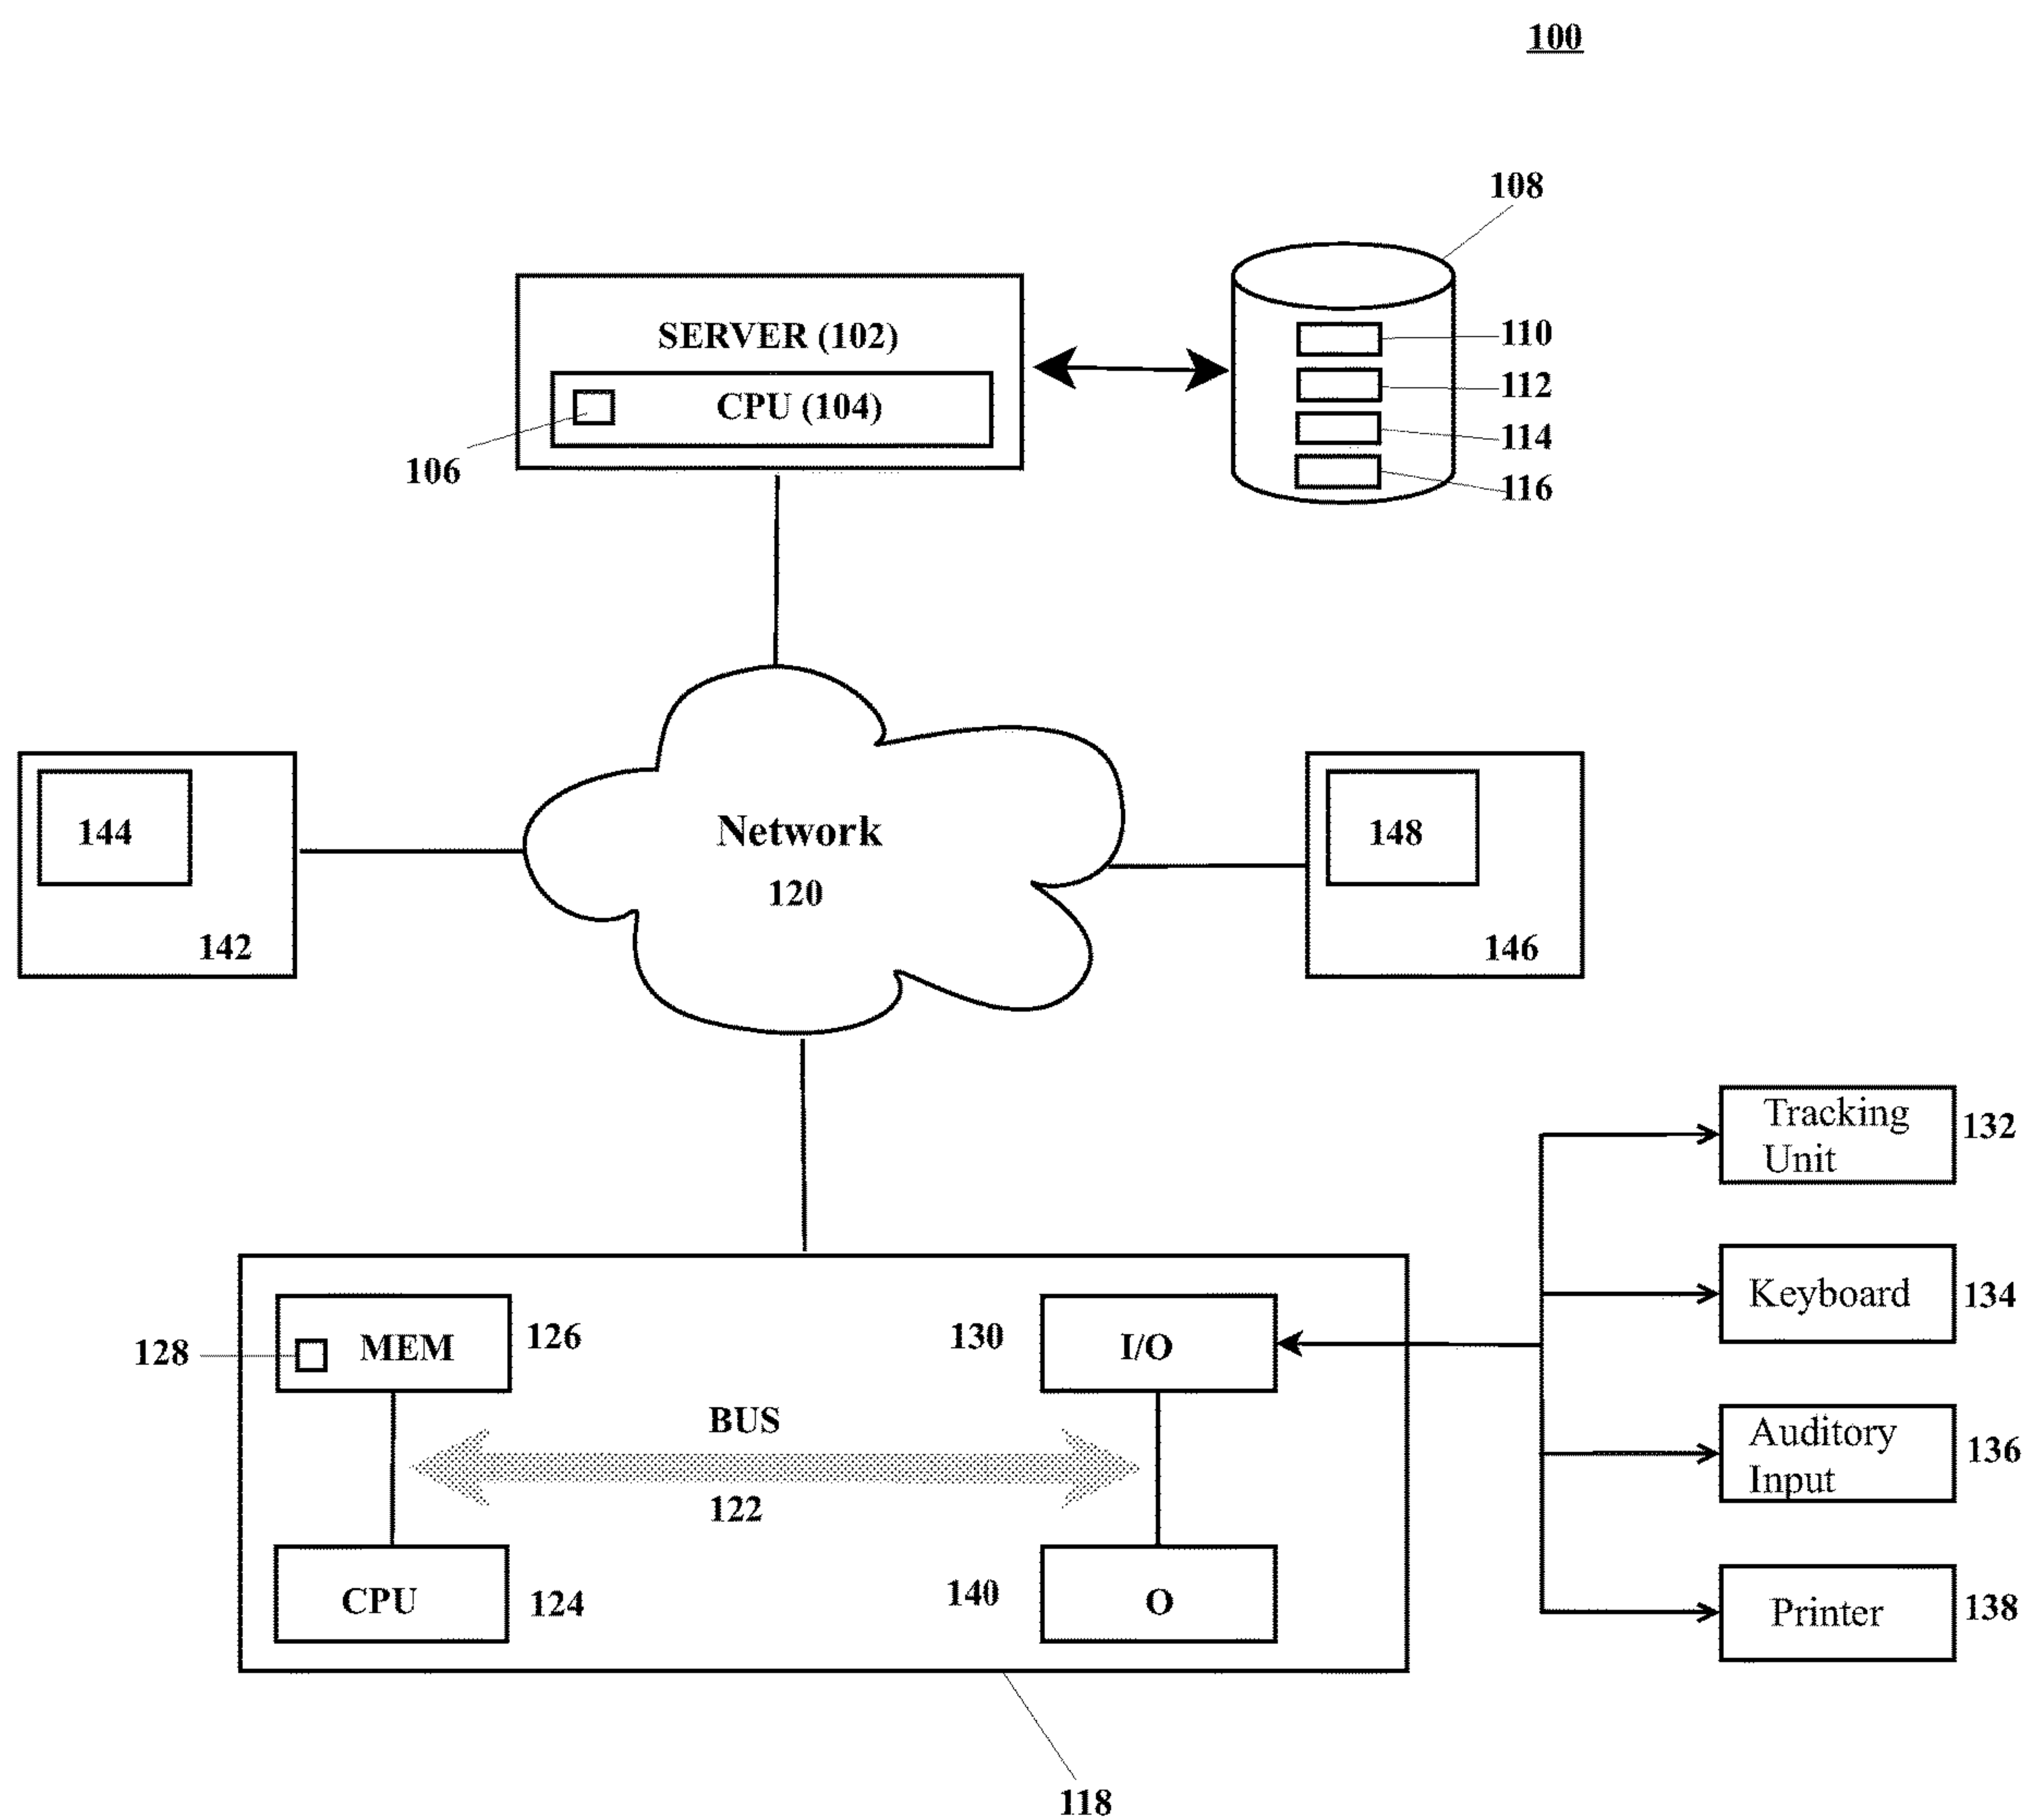 100
108
SERVER (102)
110
112
CPU (104)
114
106
116
Network
120
144
142
148
146
Tracking
Unit
132
Keyboard
134
Auditory
Input
136
Printer
138
128
MEM
126
130
I/O
BUS
122
CPU
124
140
O
118